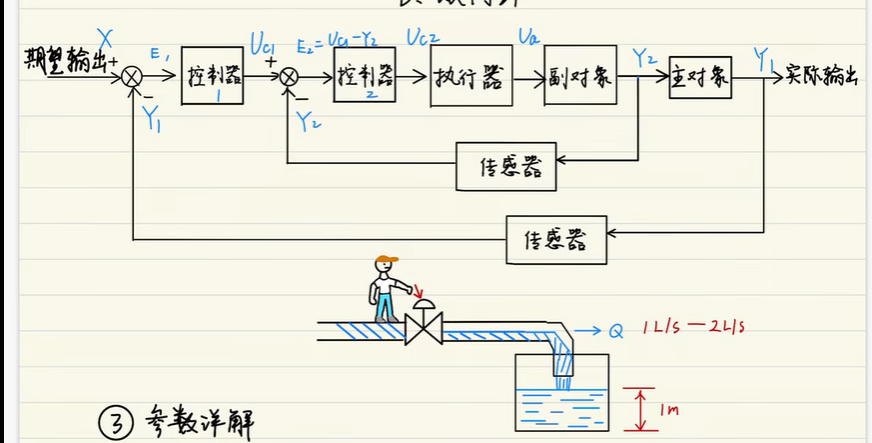 X
期望输出 + E₁ 控制器 1 Uc1 + E₂=Uc1-Y₂ 控制器 2 Uc2 执行器 Ua 副对象 Y₂ 主对象 Y₁ 实际输出
- Y₁ - Y₂
传感器
传感器
Q 1L/s — 2L/s
1m
③ 参数详解